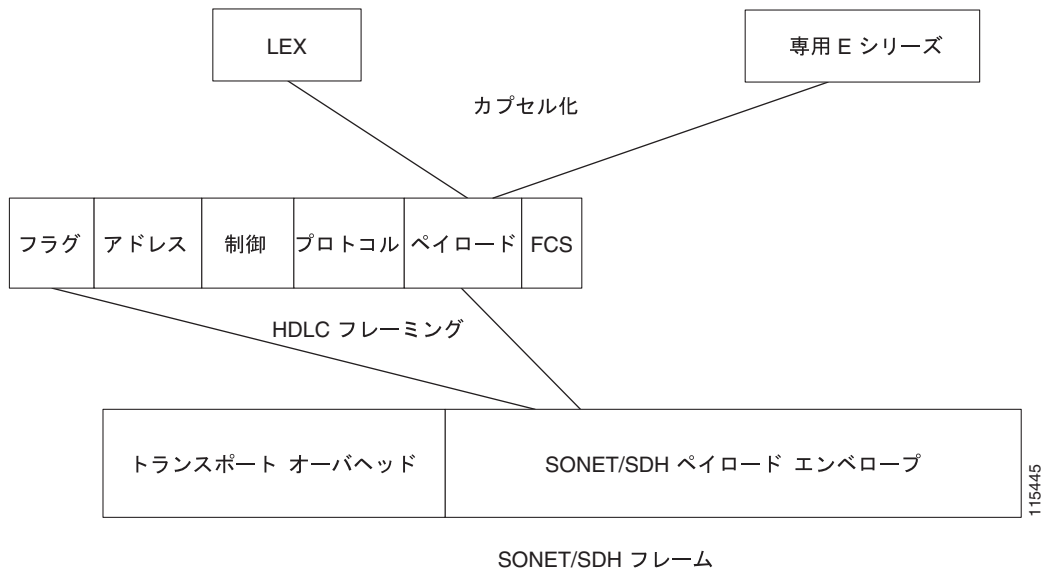 LEX
専用 E シリーズ
カプセル化
フラグ
アドレス
制御
プロトコル
ペイロード
FCS
HDLC フレーミング
トランスポート オーバヘッド
SONET/SDH ペイロード エンベロープ
115445
SONET/SDH フレーム